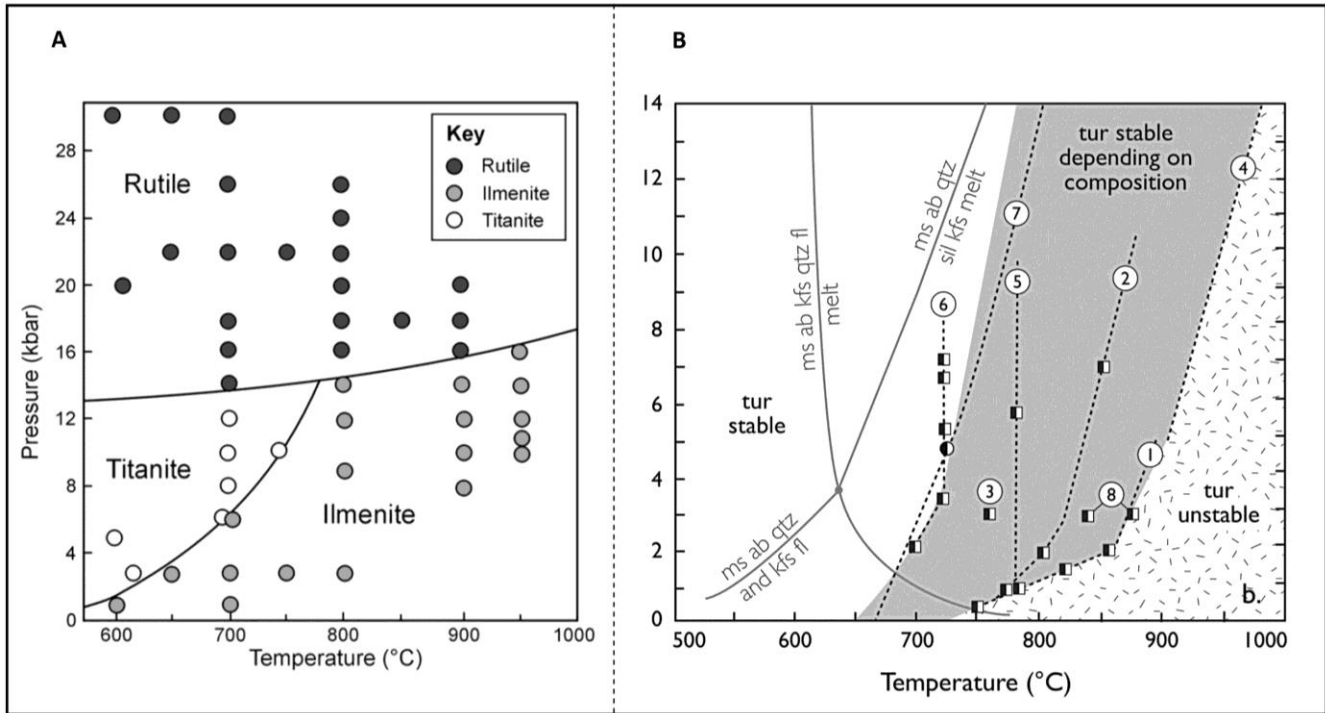 A
Key
Rutile
Ilmenite
Titanite
Rutile
Titanite
Ilmenite
28
24
20
16
12
8
4
0
Pressure (kbar)
600
700
800
900
1000
Temperature (°C)
B
14
12
10
8
6
4
2
0
tur stable
depending on
composition
4
7
5
2
6
3
8
1
ms ab qtz
sil kfs melt
ms ab kfs qtz fl
melt
tur
stable
ms ab qtz
and kfs fl
tur
unstable
b.
500
600
700
800
900
1000
Temperature (°C)